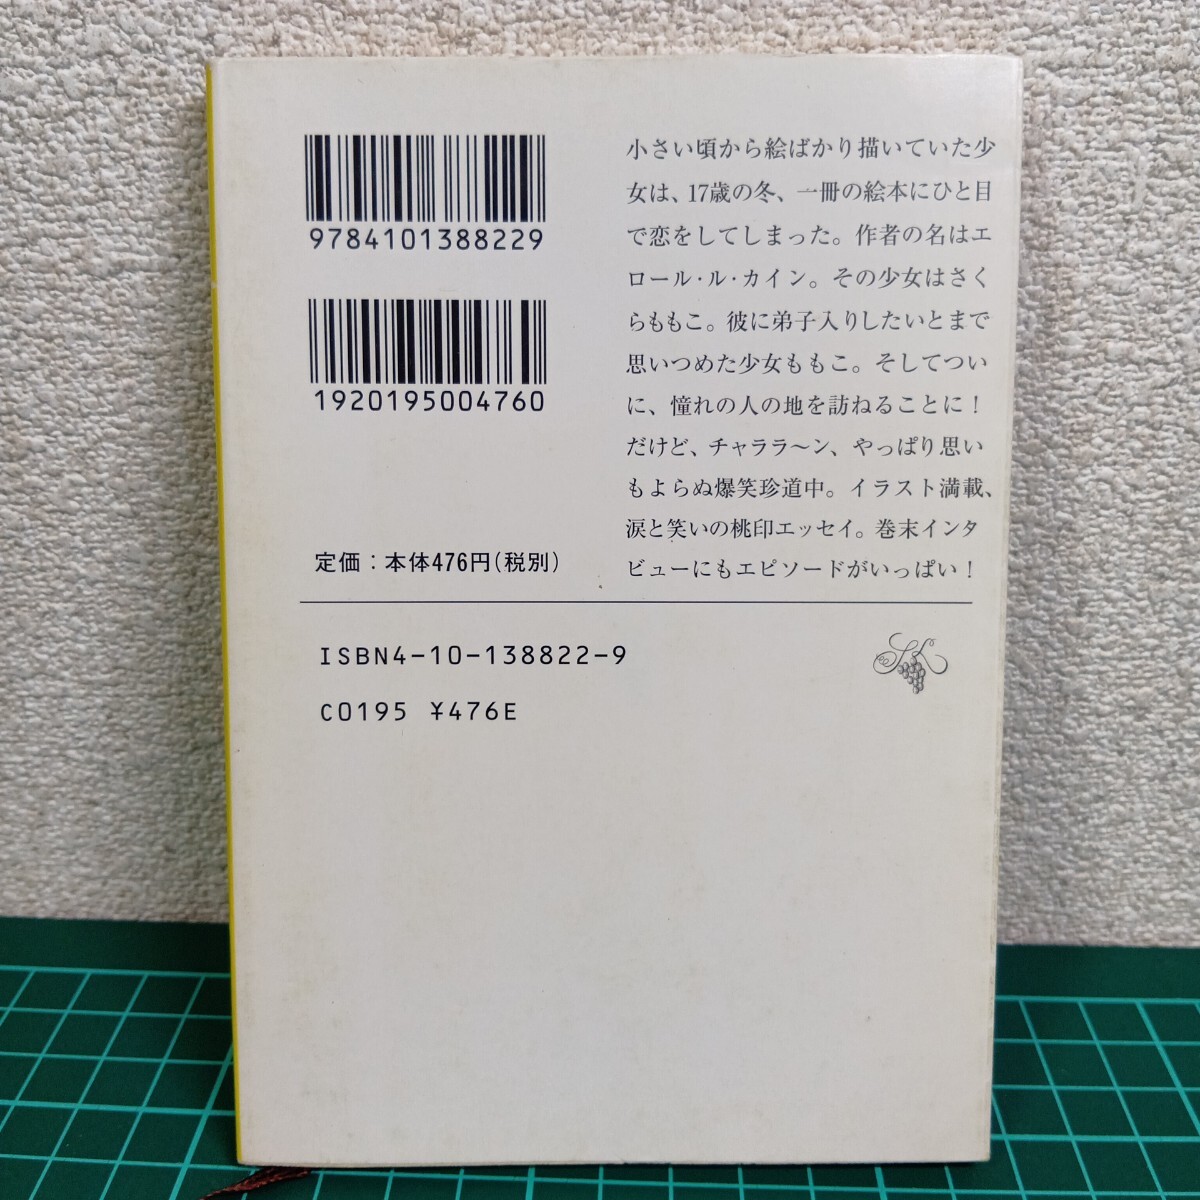 9784101388229
1920195004760
定価：本体476円(税別)
小さい頃から絵ばかり描いていた少
女は、17歳の冬、一冊の絵本にひと目
で恋をしてしまった。作者の名はエ
ロール・ル・カイン。その少女はさく
らももこ。彼に弟子入りしたいとまで
思いつめた少女ももこ。そしてつい
に、憧れの人の地を訪ねることに！
だけど、チャララ〜ン、やっぱり思い
もよらぬ爆笑珍道中。イラスト満載、
涙と笑いの桃印エッセイ。巻末インタ
ビューにもエピソードがいっぱい！
ISBN4-10-138822-9
C0195 ¥476E
SK